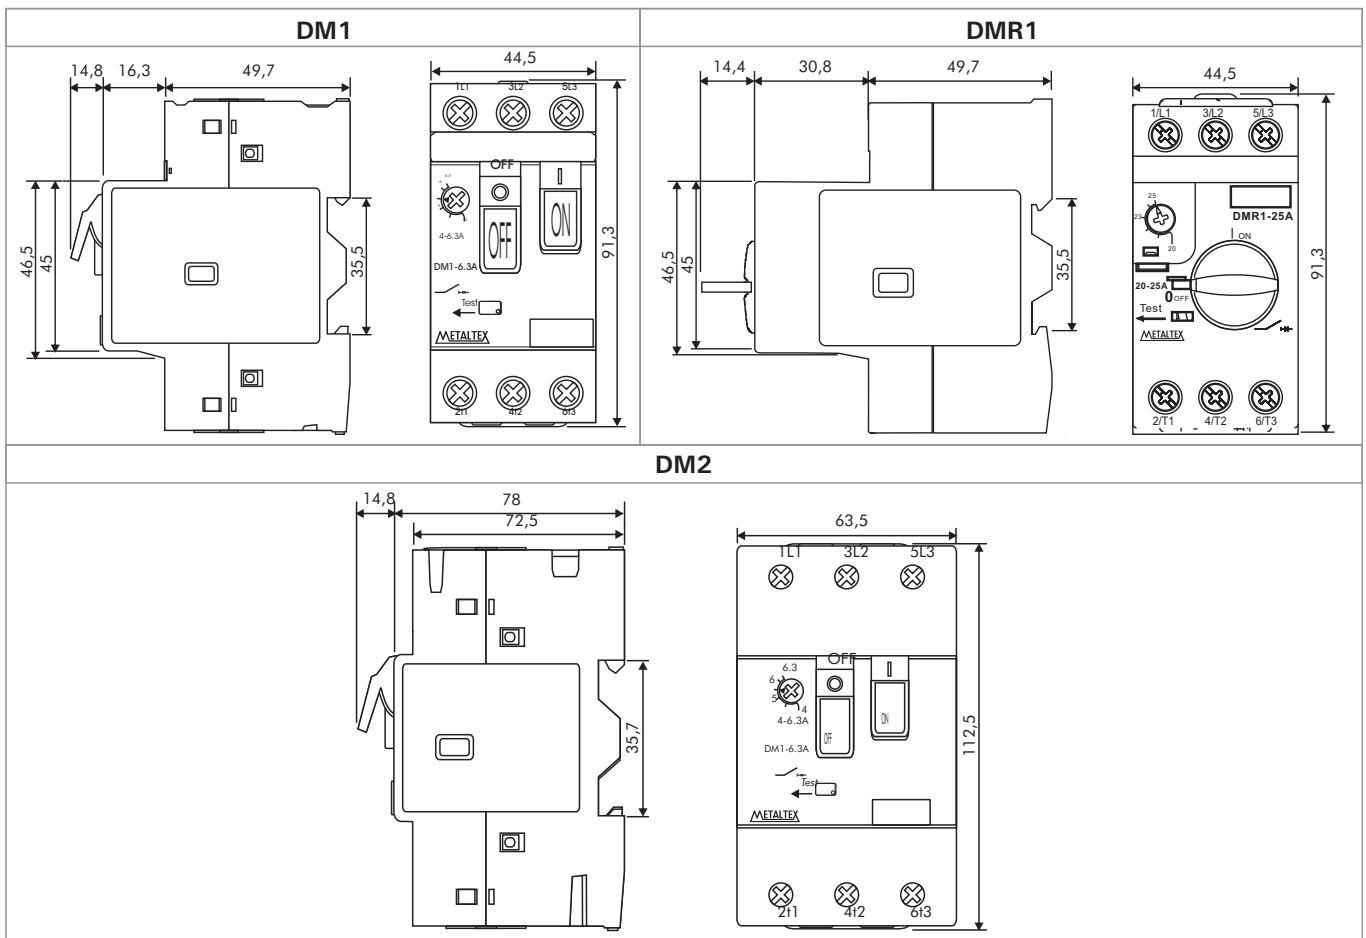 DM1
DMR1
14,8 16,3 49,7
44,5
46,5
45
35,5
91,3
1L1 3L2 5L3
OFF
I
6.3
4-6.3A
OFF
ON
DM1-6.3A
Test
METALTEX
2t1 4t2 6t3
14,4 30,8 49,7
44,5
46,5
45
35,5
91,3
1/L1 3/L2 5/L3
25
23
20
DMR1-25A
I ON
20-25A
0 OFF
Test
METALTEX
2/T1 4/T2 6/T3
DM2
14,8 78
72,5
63,5
35,7
112,5
1L1 3L2 5L3
OFF
I
6.3
6
5
4
4-6.3A
OFF
ON
DM1-6.3A
Test
METALTEX
2t1 4t2 6t3